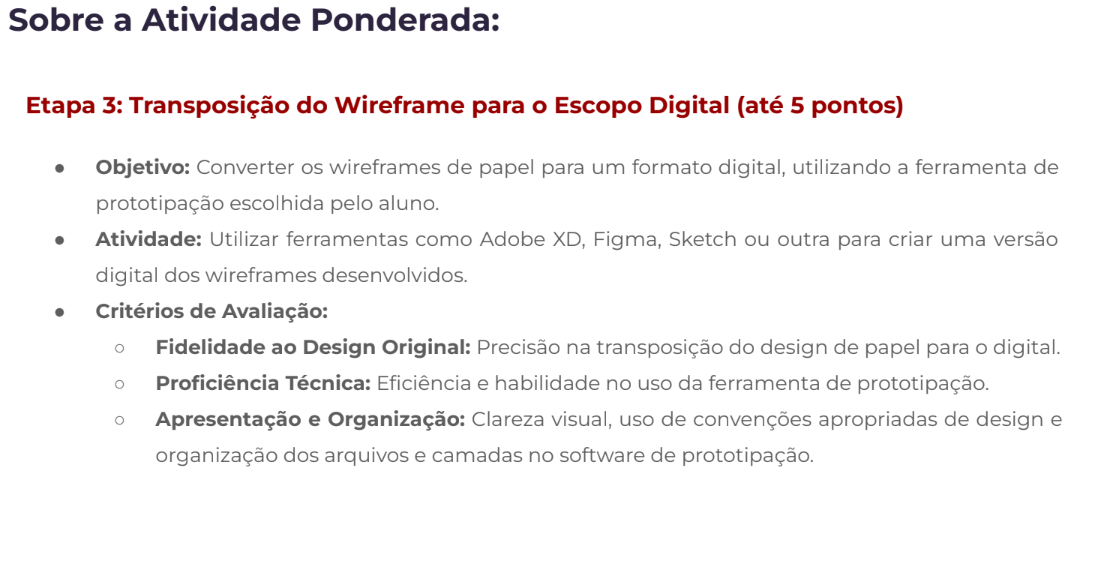 Sobre a Atividade Ponderada:
Etapa 3: Transposição do Wireframe para o Escopo Digital (até 5 pontos)
● Objetivo: Converter os wireframes de papel para um formato digital, utilizando a ferramenta de
prototipação escolhida pelo aluno.
● Atividade: Utilizar ferramentas como Adobe XD, Figma, Sketch ou outra para criar uma versão
digital dos wireframes desenvolvidos.
● Critérios de Avaliação:
○ Fidelidade ao Design Original: Precisão na transposição do design de papel para o digital.
○ Proficiência Técnica: Eficiência e habilidade no uso da ferramenta de prototipação.
○ Apresentação e Organização: Clareza visual, uso de convenções apropriadas de design e
organização dos arquivos e camadas no software de prototipação.